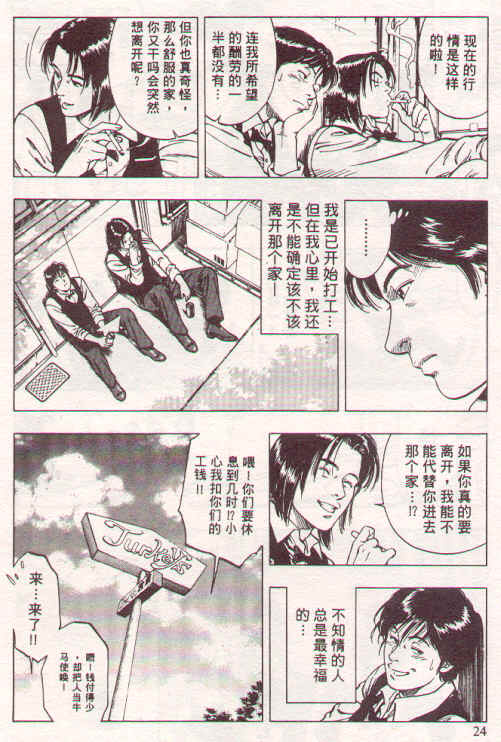 现在的行
情是这样
的啦！
连我所希望
的酬劳的一
半都没有…
但你也真奇怪，
那么舒服的家，
你又干吗会突然
想离开呢？
………
我是已开始打工…
但在我心里，我还
是不能确定该不该
离开那个家—
如果你真的要
离开，我能不
能代替你进去
那个家…!?
不知情的人
总是最幸福
的…
喂！你们要休
息到几时!?小
心我扣你们的
工钱!!
Turkey's
来…来了!!
嗯！钱付得少
，却把人当牛
马使唤！
24